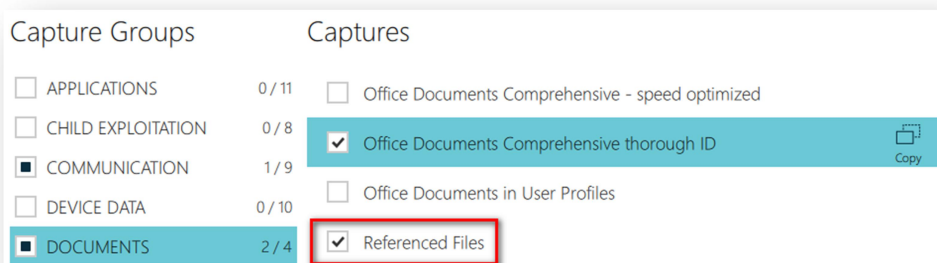 Capture Groups
Captures
APPLICATIONS 0 / 11
Office Documents Comprehensive - speed optimized
CHILD EXPLOITATION 0 / 8
Office Documents Comprehensive thorough ID
Copy
COMMUNICATION 1 / 9
Office Documents in User Profiles
DEVICE DATA 0 / 10
Referenced Files
DOCUMENTS 2 / 4